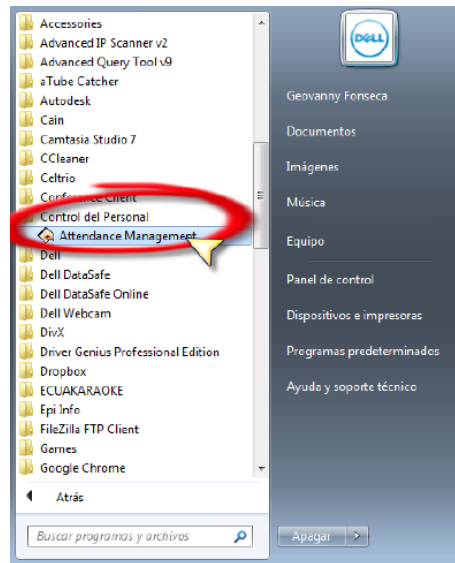 Accessories
Advanced IP Scanner v2
Advanced Query Tool v9
aTube Catcher
Autodesk
Cain
Camtasia Studio 7
CCleaner
Celtrio
Conference Client
Control del Personal
Attendance Management
Dell
Dell DataSafe
Dell DataSafe Online
Dell Webcam
DivX
Driver Genius Professional Edition
Dropbox
ECUAKARAOKE
Epi Info
FileZilla FTP Client
Games
Google Chrome
Atrás
Buscar programas y archivos
DELL
Geovanny Fonseca
Documentos
Imágenes
Música
Equipo
Panel de control
Dispositivos e impresoras
Programas predeterminados
Ayuda y soporte técnico
Apagar